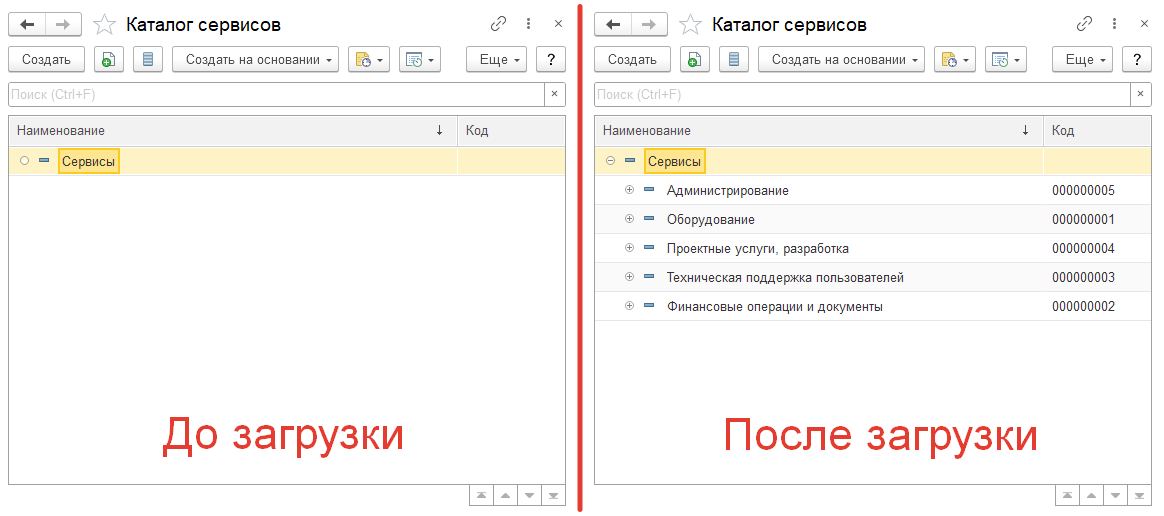 Каталог сервисов
Создать Создать на основании Еще ?
Поиск (Ctrl+F) ×
Наименование ↓ Код
Сервисы
До загрузки
Каталог сервисов
Создать Создать на основании Еще ?
Поиск (Ctrl+F) ×
Наименование ↓ Код
Сервисы
Администрирование 000000005
Оборудование 000000001
Проектные услуги, разработка 000000004
Техническая поддержка пользователей 000000003
Финансовые операции и документы 000000002
После загрузки